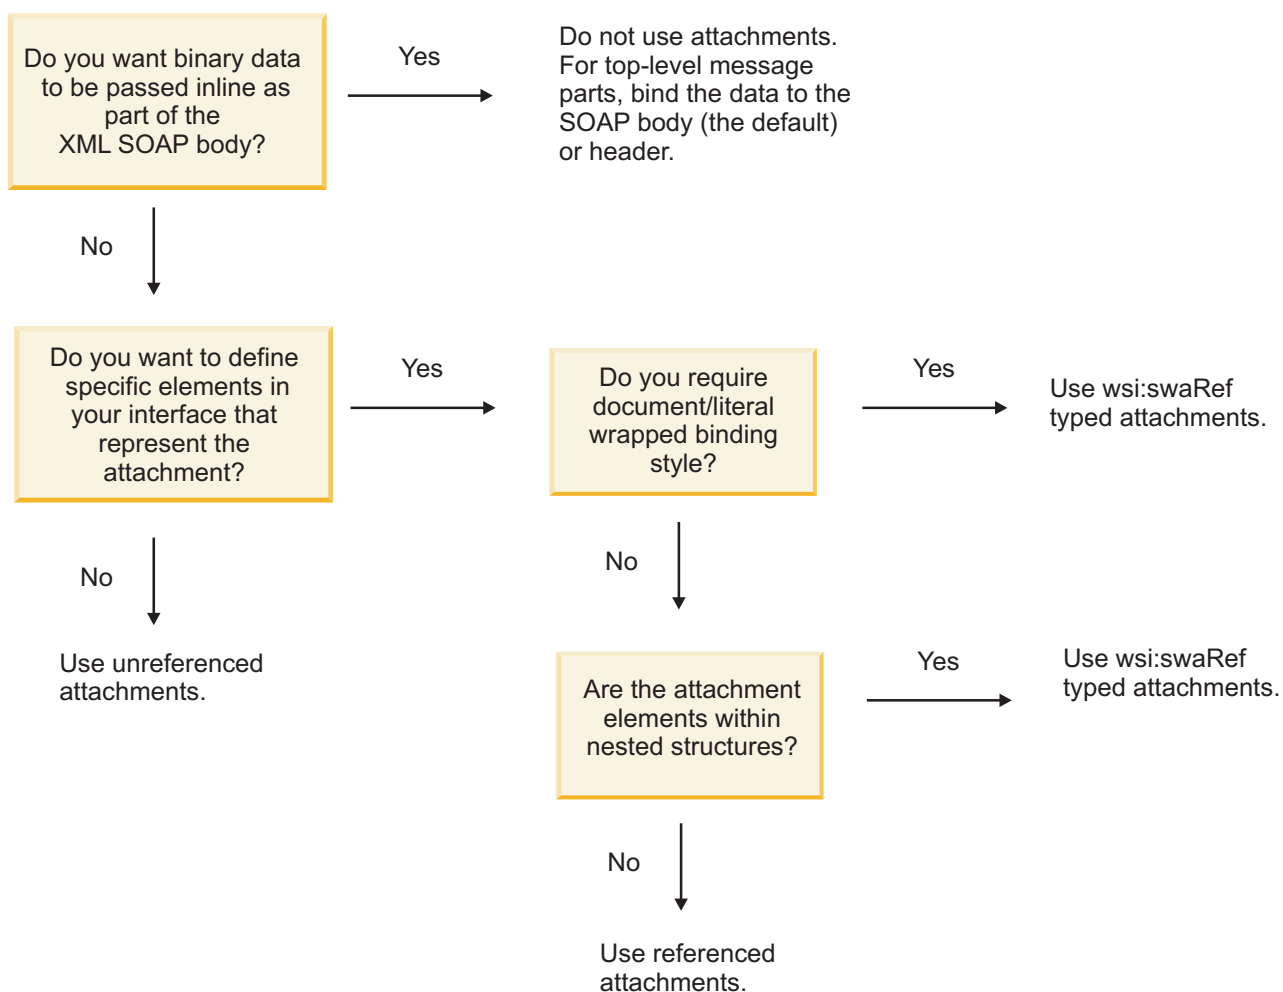 Do you want binary data
to be passed inline as
part of the
XML SOAP body?
Yes
Do not use attachments.
For top-level message
parts, bind the data to the
SOAP body (the default)
or header.
No
Do you want to define
specific elements in
your interface that
represent the
attachment?
Yes
Do you require
document/literal
wrapped binding
style?
Yes
Use wsi:swaRef
typed attachments.
No
Use unreferenced
attachments.
No
Are the attachment
elements within
nested structures?
Yes
Use wsi:swaRef
typed attachments.
No
Use referenced
attachments.